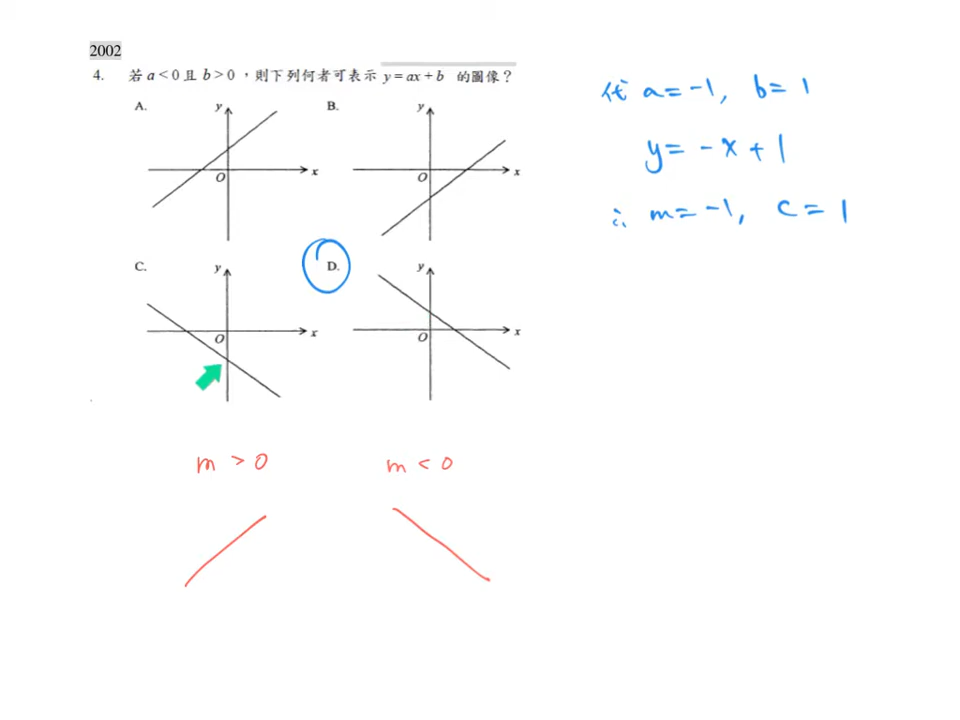 2002
4. 若 a < 0 且 b > 0 ，則下列何者可表示 y = ax + b 的圖像？
A. y O x
B. y O x
C. y O x
D. y O x
代 a = -1, b = 1
y = -x + 1
∴ m = -1, c = 1
m > 0 m < 0